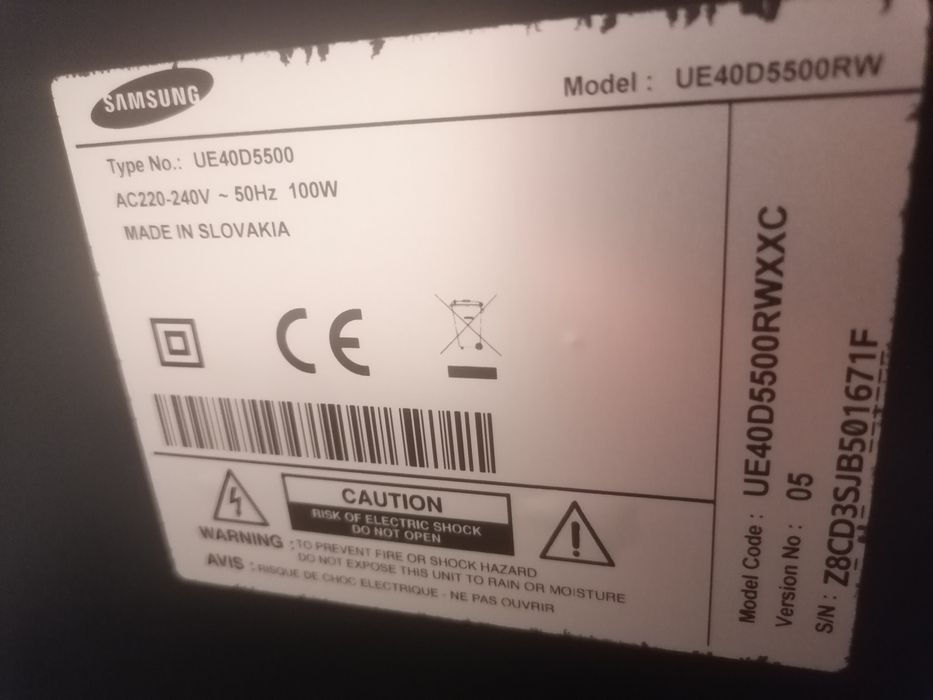 SAMSUNG
Model : UE40D5500RW
Type No.: UE40D5500
AC220-240V ~ 50Hz 100W
MADE IN SLOVAKIA
CE
CAUTION
RISK OF ELECTRIC SHOCK
DO NOT OPEN
WARNING : TO PREVENT FIRE OR SHOCK HAZARD
DO NOT EXPOSE THIS UNIT TO RAIN OR MOISTURE
AVIS : RISQUE DE CHOC ELECTRIQUE - NE PAS OUVRIR
Model Code : UE40D5500RWXXC
Version No : 05
S/N : Z8CD3SJB501671F